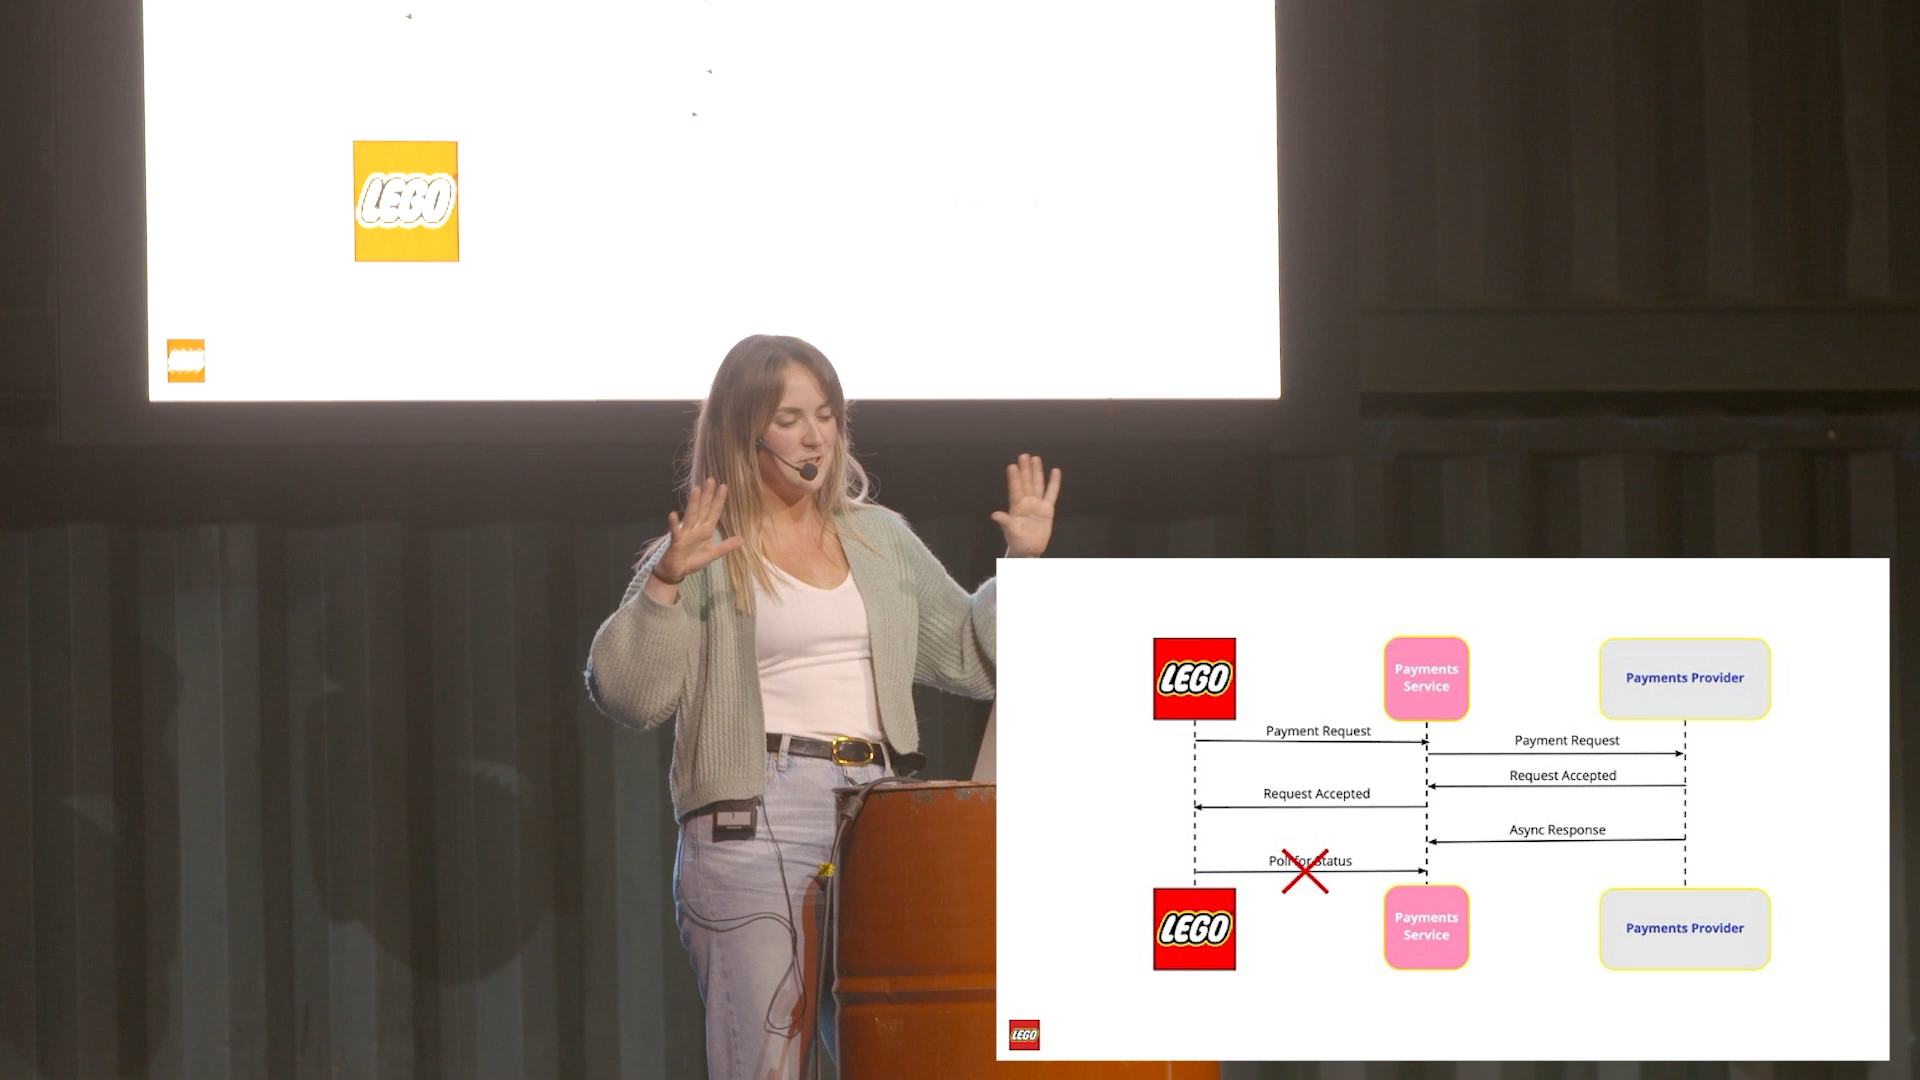 LEGO
LEGO
Payments
Service
Payments Provider
Payment Request
Payment Request
Request Accepted
Request Accepted
Async Response
Poll for Status
LEGO
Payments
Service
Payments Provider
LEGO